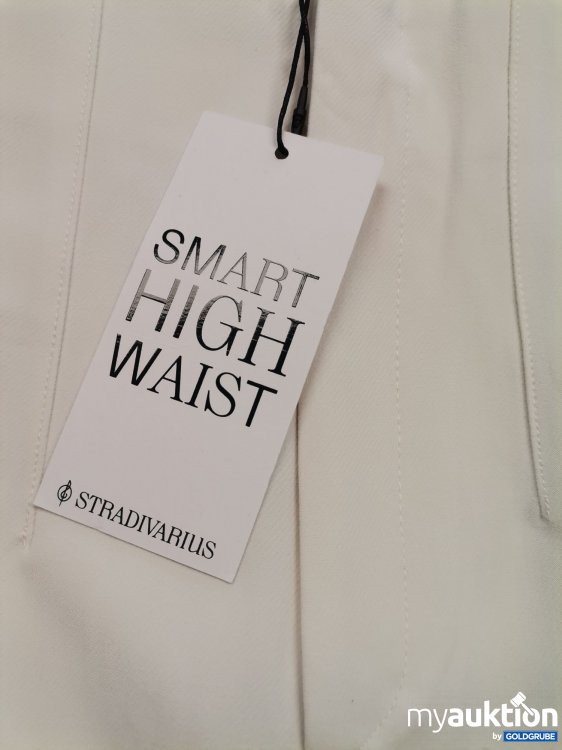 SMART
HIGH
WAIST
STRADIVARIUS
myauktion
by GOLDGRUBE